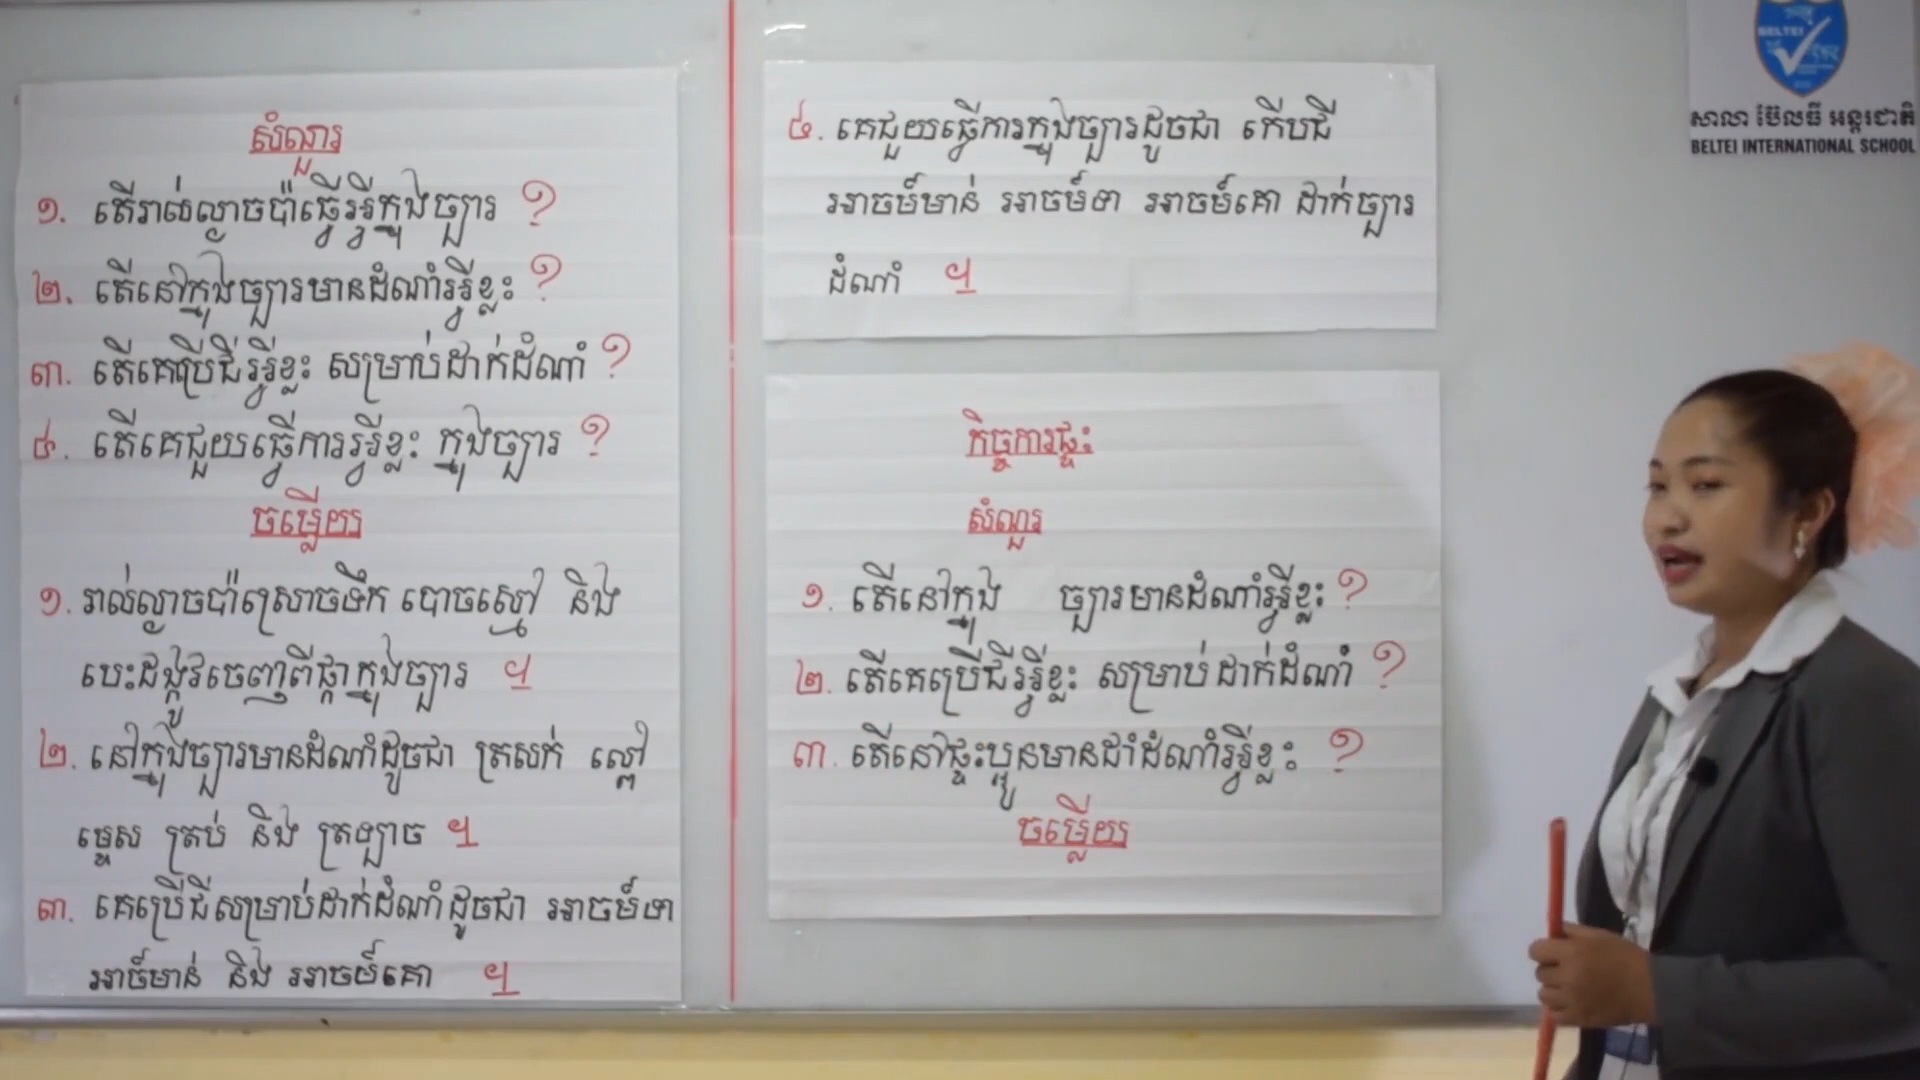 សំណួរ
១. តើរាល់ល្ងាចប៉ាធ្វើអ្វីក្នុងច្បារ ?
២. តើនៅក្នុងច្បារមានដំណាំអ្វីខ្លះ ?
៣. តើគេប្រើជីអ្វីខ្លះ សម្រាប់ដាក់ដំណាំ ?
៤. តើគេជួយធ្វើការអ្វីខ្លះ ក្នុងច្បារ ?
ចម្លើយ
១. រាល់ល្ងាចប៉ាស្រោចទឹក បោចស្មៅ និង
បេះដង្កូវចេញពីផ្កាក្នុងច្បារ ។
២. នៅក្នុងច្បារមានដំណាំដូចជា ត្រសក់ ល្ពៅ
ម្ទេស ត្រប់ និង ត្រឡាច ។
៣. គេប្រើជីសម្រាប់ដាក់ដំណាំដូចជា អាចម៍ទា
អាច៍មាន់ និង អាចម៍គោ ។
៤. គេជួយធ្វើការក្នុងច្បារដូចជា កើបជី
អាចម៍មាន់ អាចម៍ទា អាចម៍គោ ដាក់ច្បារ
ដំណាំ ។
កិច្ចការផ្ទះ
សំណួរ
១. តើនៅក្នុង ច្បារមានដំណាំអ្វីខ្លះ ?
២. តើគេប្រើជីអ្វីខ្លះ សម្រាប់ដាក់ដំណាំ ?
៣. តើនៅផ្ទះប្អូនមានដាំដំណាំអ្វីខ្លះ ?
ចម្លើយ
BELTEI
សាលា ប៊ែលធី អន្តរជាតិ
BELTEI INTERNATIONAL SCHOOL